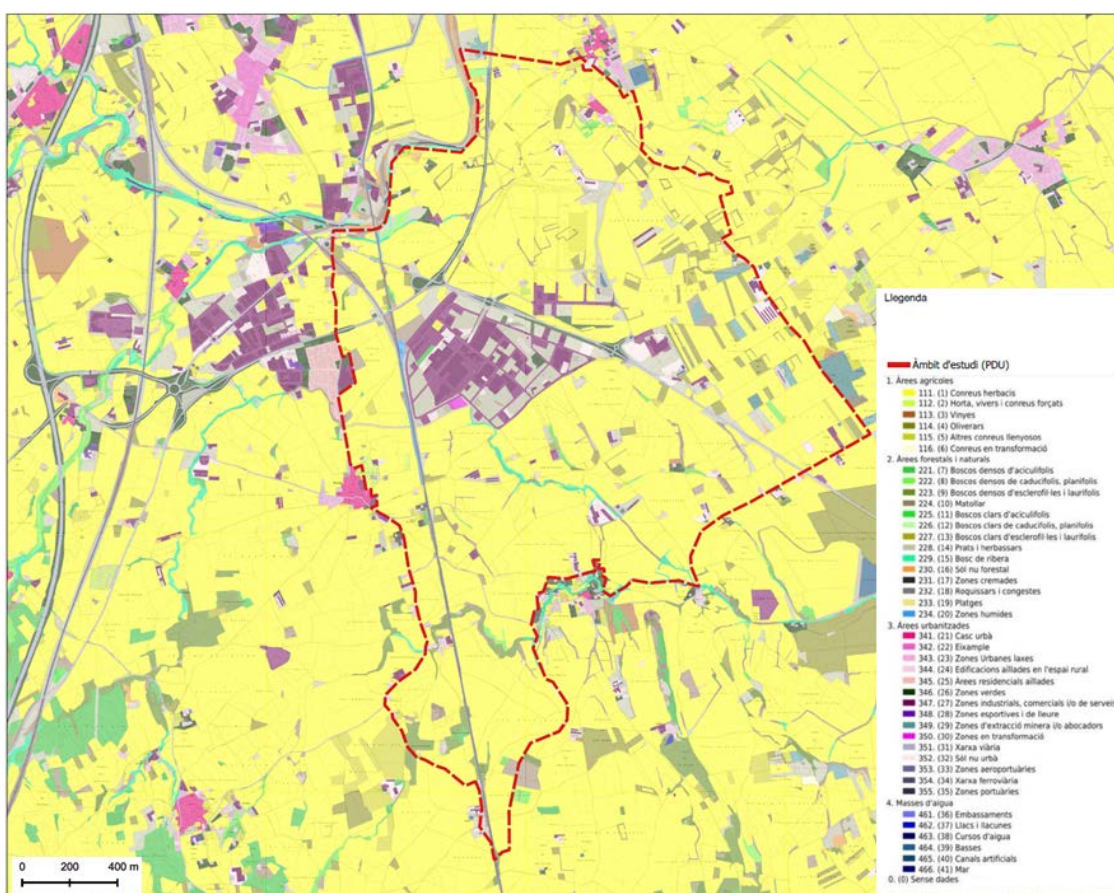 Llegenda
Àmbit d'estudi (PDU)
1. Àrees agrícoles
111. (1) Conreus herbacis
112. (2) Horta, vivers i conreus forçats
113. (3) Vinyes
114. (4) Oliverars
115. (5) Altres conreus llenyosos
116. (6) Conreus en transformació
2. Àrees forestals i naturals
221. (7) Boscos densos d'aciculifolis
222. (8) Boscos densos de caducifolis, planifolis
223. (9) Boscos densos d'esclerofil·les i laurifolis
224. (10) Matollar
225. (11) Boscos clars d'aciculifolis
226. (12) Boscos clars de caducifolis, planifolis
227. (13) Boscos clars d'esclerofil·les i laurifolis
228. (14) Prats i herbassars
229. (15) Bosc de ribera
230. (16) Sòl nu forestal
231. (17) Zones cremades
232. (18) Roquissars i congestes
233. (19) Platges
234. (20) Zones humides
3. Àrees urbanitzades
341. (21) Casc urbà
342. (22) Eixample
343. (23) Zones Urbanes laxes
344. (24) Edificacions aïllades en l'espai rural
345. (25) Àrees residencials aïllades
346. (26) Zones verdes
347. (27) Zones industrials, comercials i/o de serveis
348. (28) Zones esportives i de lleure
349. (29) Zones d'extracció minera i/o abocadors
350. (30) Zones en transformació
351. (31) Xarxa viària
352. (32) Sòl nu urbà
353. (33) Zones aeroportuàries
354. (34) Xarxa ferroviària
355. (35) Zones portuàries
4. Masses d'aigua
461. (36) Embassaments
462. (37) Llacs i llacunes
463. (38) Cursos d'aigua
464. (39) Basses
465. (40) Canals artificials
466. (41) Mar
0. (0) Sense dades
0 200 400 m